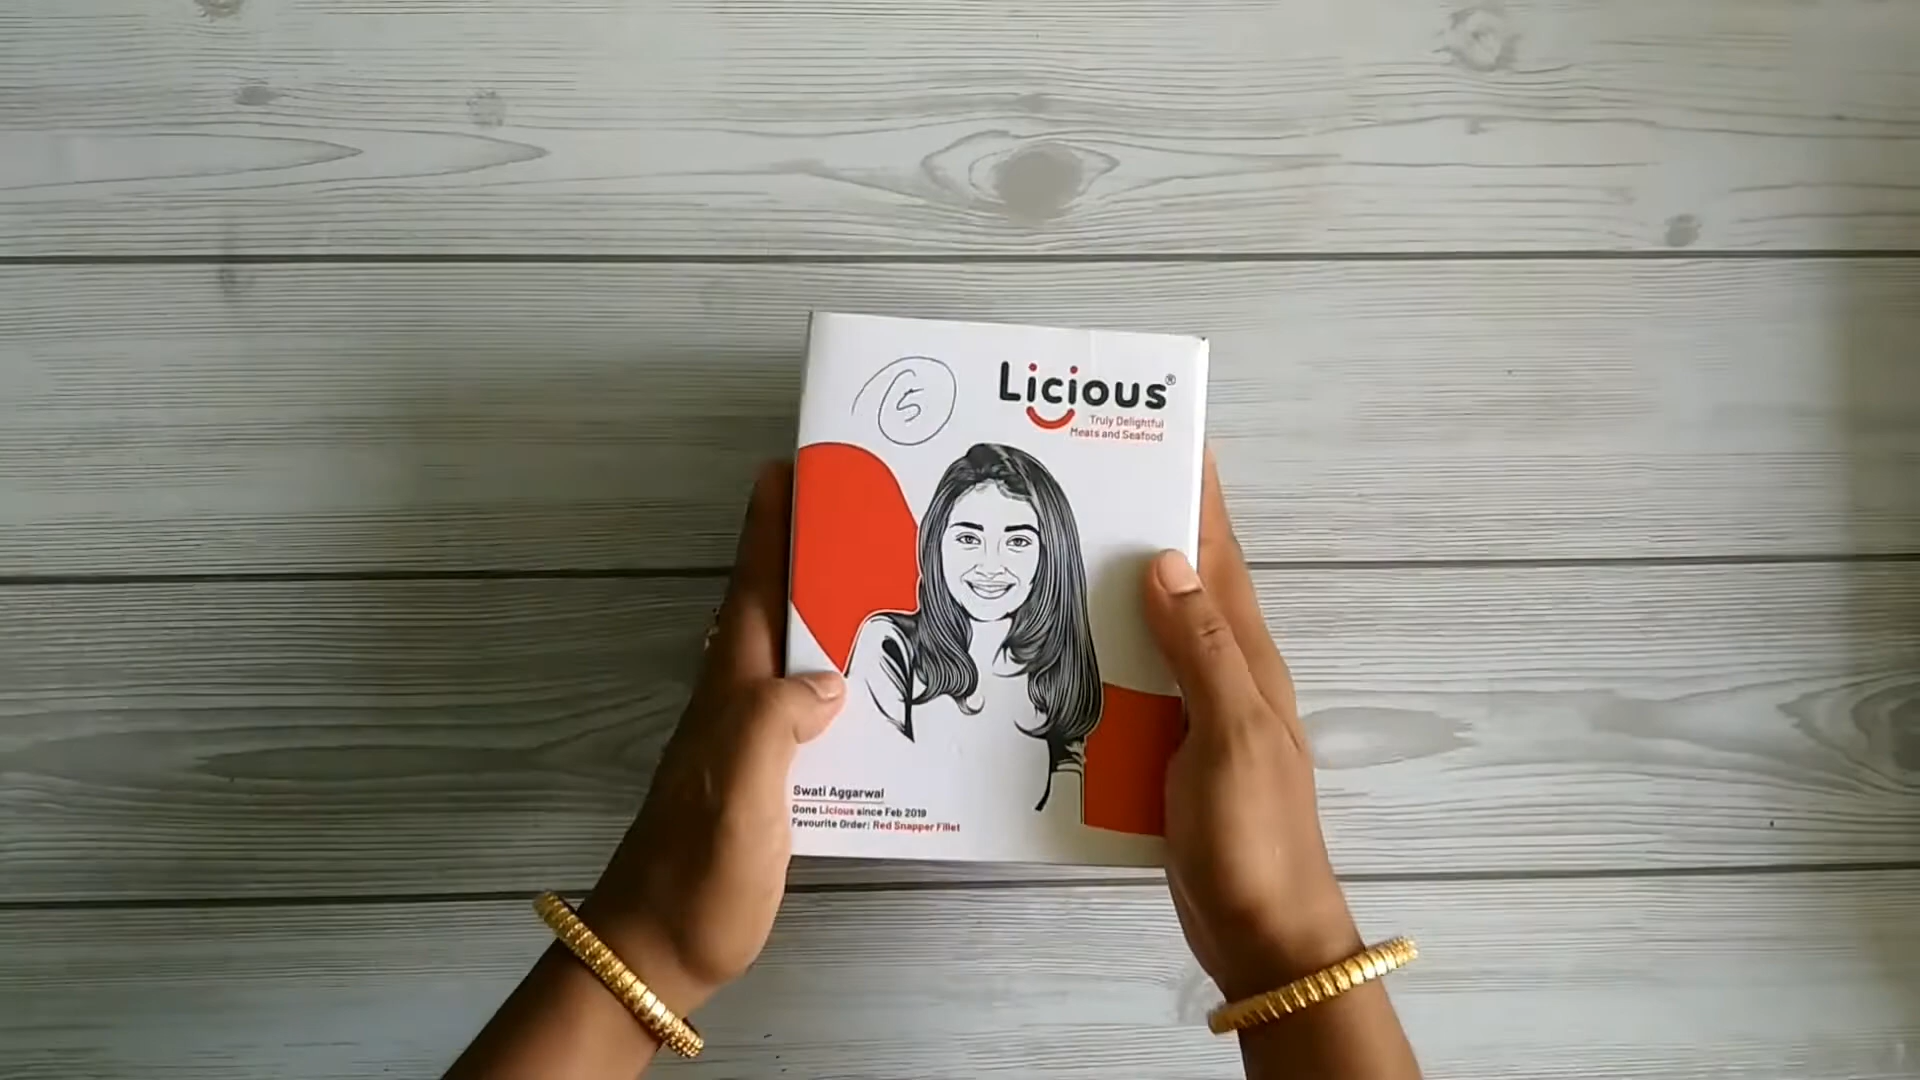 5
Licious®
Truly Delightful
Meats and Seafood
Swati Aggarwal
Gone Licious since Feb 2019
Favourite Order: Red Snapper Fillet